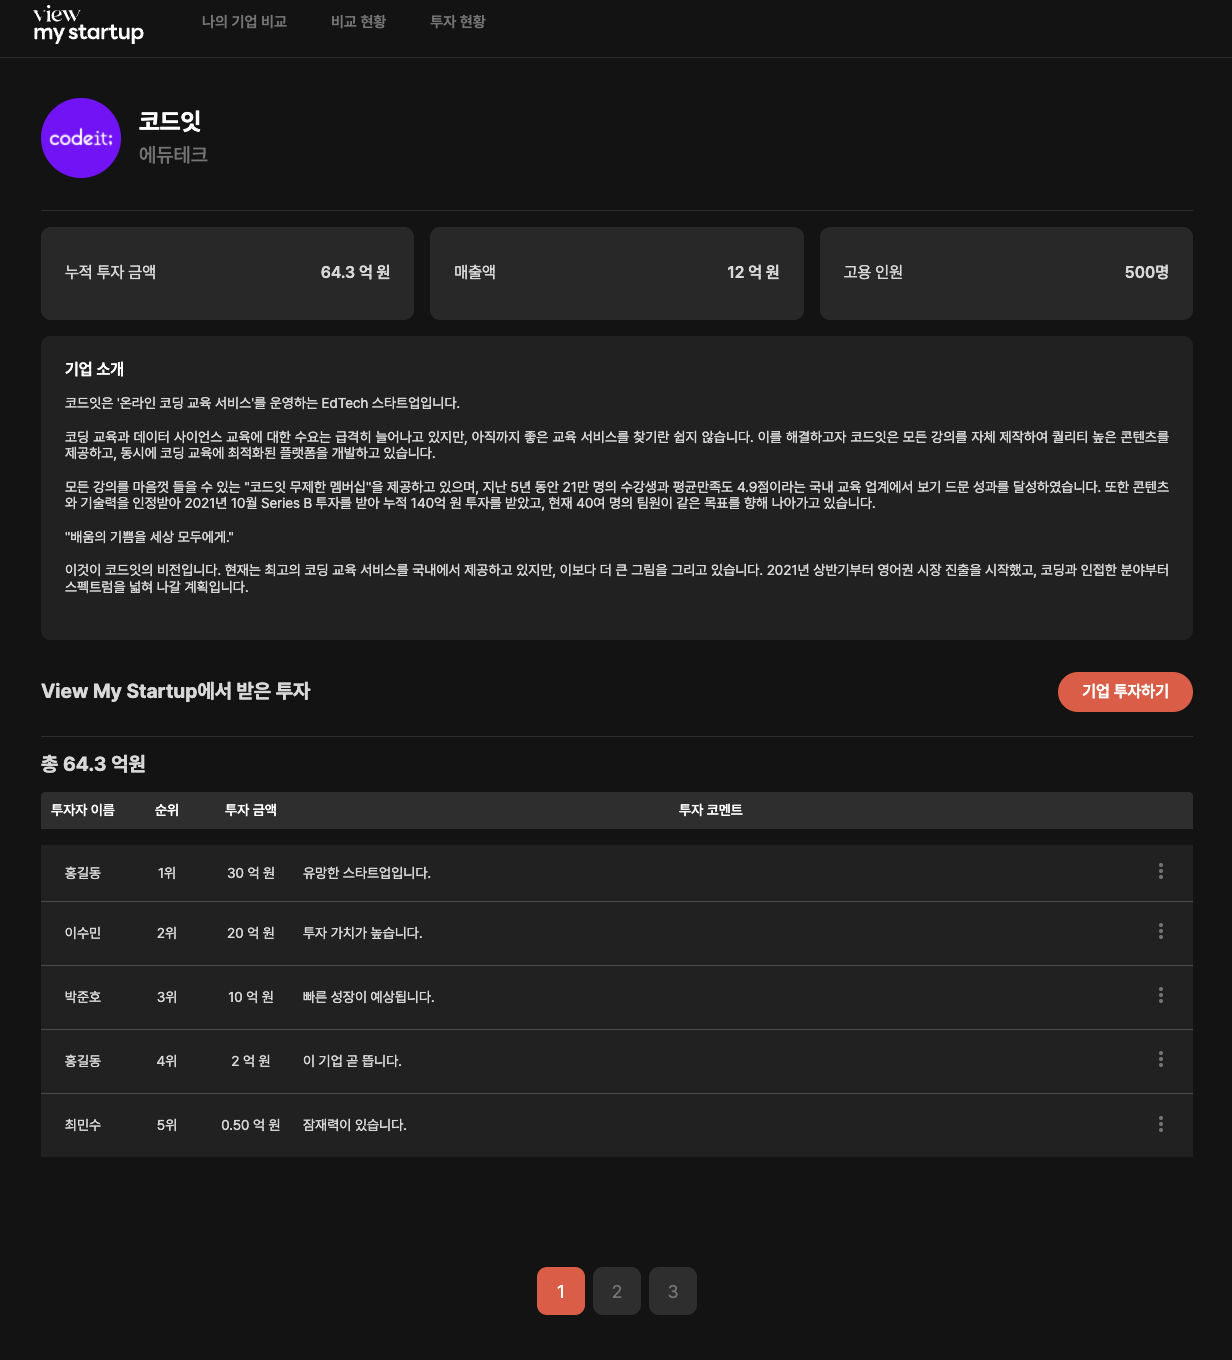 view
my startup
나의 기업 비교 비교 현황 투자 현황
codeit:
코드잇
에듀테크
누적 투자 금액 64.3 억 원 매출액 12 억 원 고용 인원 500명
기업 소개
코드잇은 '온라인 코딩 교육 서비스'를 운영하는 EdTech 스타트업입니다.
코딩 교육과 데이터 사이언스 교육에 대한 수요는 급격히 늘어나고 있지만, 아직까지 좋은 교육 서비스를 찾기란 쉽지 않습니다. 이를 해결하고자 코드잇은 모든 강의를 자체 제작하여 퀄리티 높은 콘텐츠를
제공하고, 동시에 코딩 교육에 최적화된 플랫폼을 개발하고 있습니다.
모든 강의를 마음껏 들을 수 있는 "코드잇 무제한 멤버십"을 제공하고 있으며, 지난 5년 동안 21만 명의 수강생과 평균만족도 4.9점이라는 국내 교육 업계에서 보기 드문 성과를 달성하였습니다. 또한 콘텐츠
와 기술력을 인정받아 2021년 10월 Series B 투자를 받아 누적 140억 원 투자를 받았고, 현재 40여 명의 팀원이 같은 목표를 향해 나아가고 있습니다.
"배움의 기쁨을 세상 모두에게."
이것이 코드잇의 비전입니다. 현재는 최고의 코딩 교육 서비스를 국내에서 제공하고 있지만, 이보다 더 큰 그림을 그리고 있습니다. 2021년 상반기부터 영어권 시장 진출을 시작했고, 코딩과 인접한 분야부터
스펙트럼을 넓혀 나갈 계획입니다.
View My Startup에서 받은 투자 기업 투자하기
총 64.3 억원
투자자 이름 순위 투자 금액 투자 코멘트
홍길동 1위 30 억 원 유망한 스타트업입니다.
이수민 2위 20 억 원 투자 가치가 높습니다.
박준호 3위 10 억 원 빠른 성장이 예상됩니다.
홍길동 4위 2 억 원 이 기업 곧 뜹니다.
최민수 5위 0.50 억 원 잠재력이 있습니다.
1 2 3